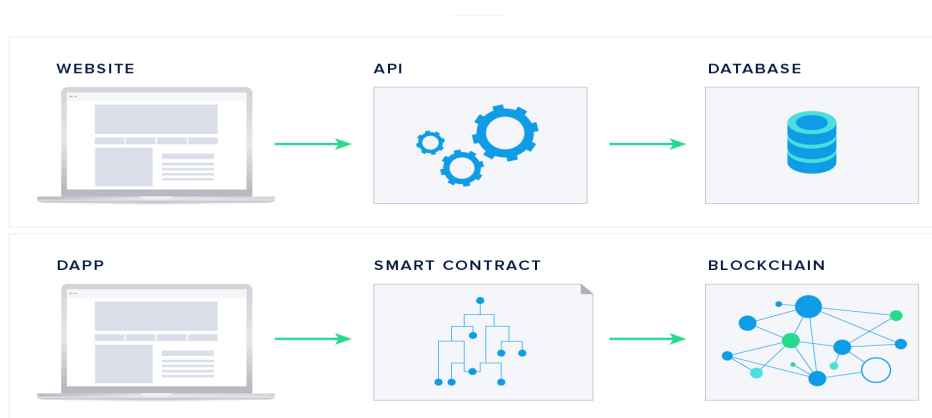 WEBSITE
API
DATABASE
DAPP
SMART CONTRACT
BLOCKCHAIN